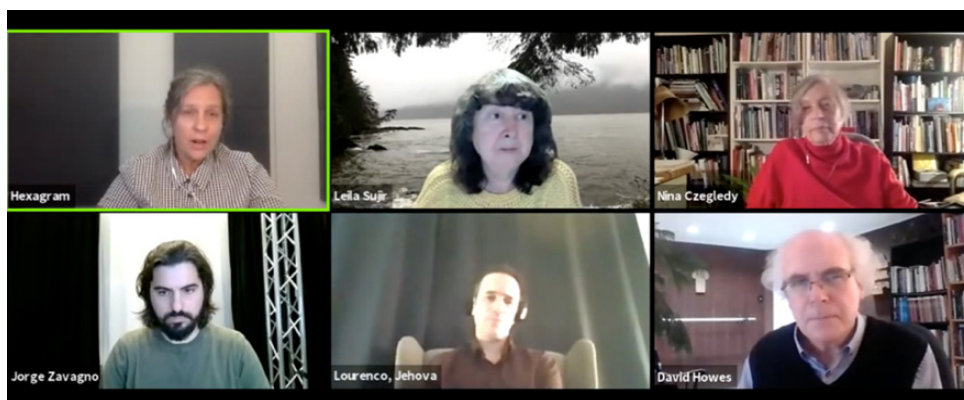 Hexagram
Leila Sujir
Nina Czegledy
Jorge Zavagno
Lourenco, Jehova
David Howes